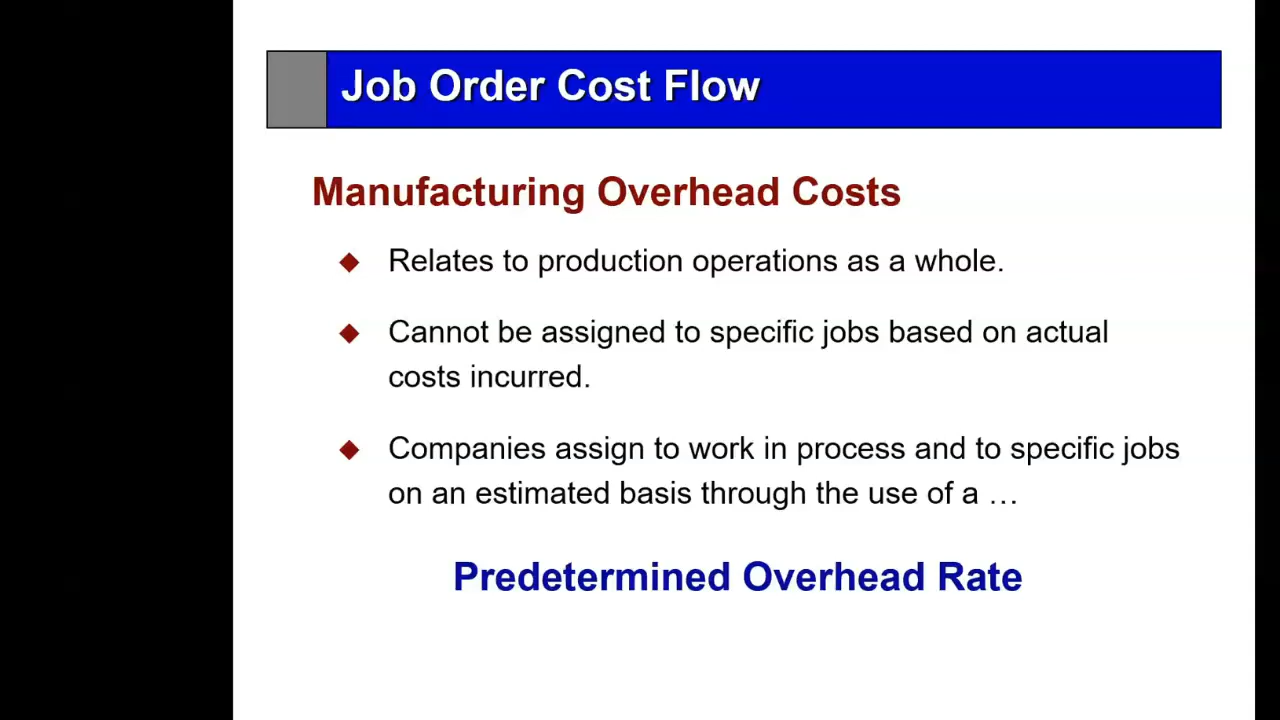 Job Order Cost Flow
Manufacturing Overhead Costs
Relates to production operations as a whole.
Cannot be assigned to specific jobs based on actual
costs incurred.
Companies assign to work in process and to specific jobs
on an estimated basis through the use of a …
Predetermined Overhead Rate